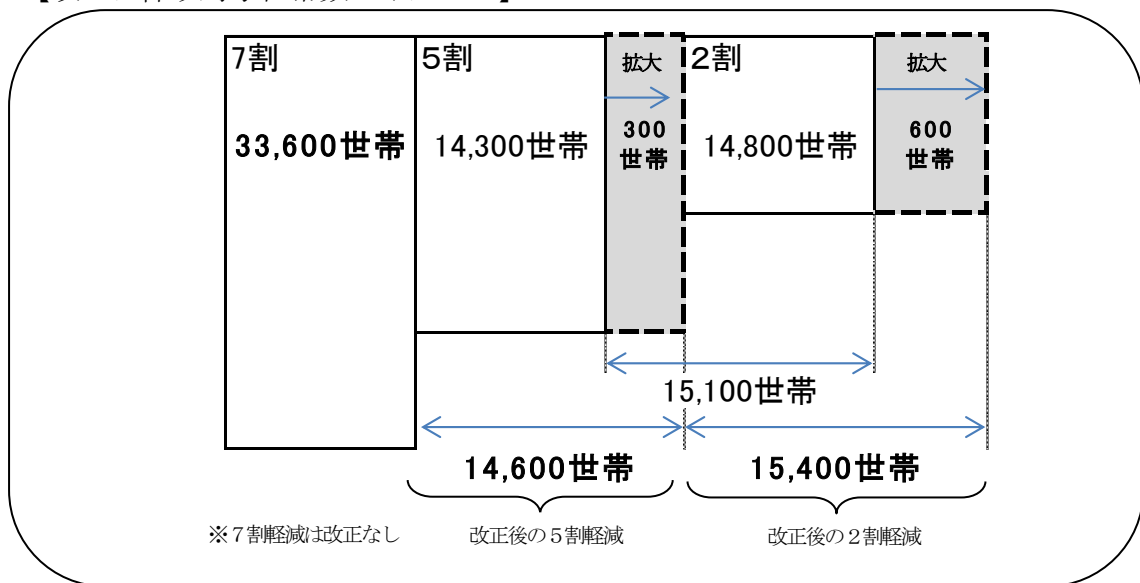 7割
5割
拡大
2割
拡大
33,600世帯
14,300世帯
300
世帯
14,800世帯
600
世帯
15,100世帯
14,600世帯
15,400世帯
※７割軽減は改正なし
改正後の５割軽減
改正後の２割軽減